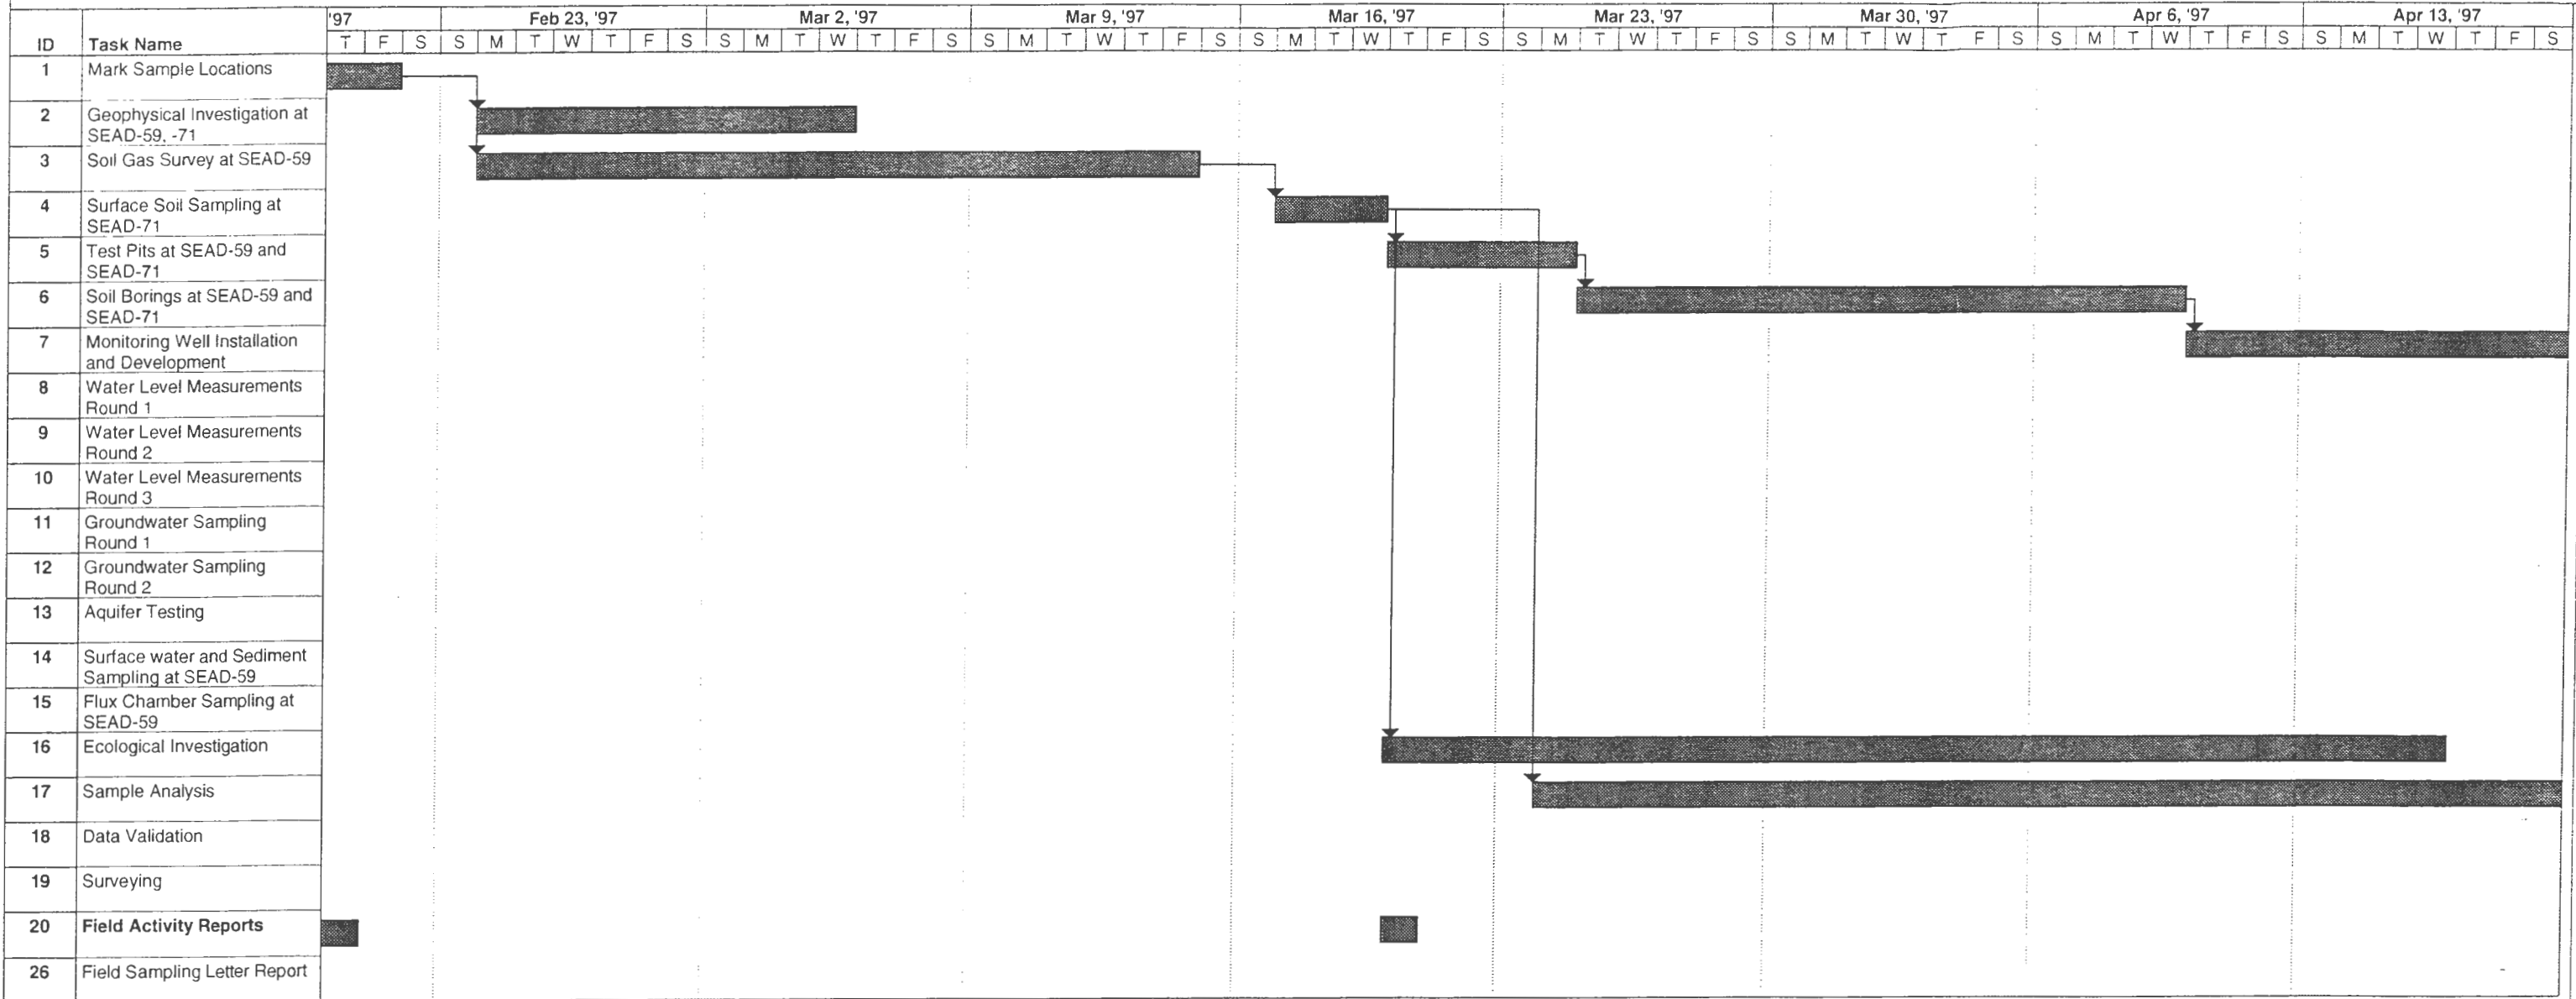 '97 Feb 23, '97 Mar 2, '97 Mar 9, '97 Mar 16, '97 Mar 23, '97 Mar 30, '97 Apr 6, '97 Apr 13, '97
ID Task Name T F S S M T W T F S S M T W T F S S M T W T F S S M T W T F S S M T W T F S S M T W T F S S M T W T F S S M T W T F S
1 Mark Sample Locations
2 Geophysical Investigation at
SEAD-59, -71
3 Soil Gas Survey at SEAD-59
4 Surface Soil Sampling at
SEAD-71
5 Test Pits at SEAD-59 and
SEAD-71
6 Soil Borings at SEAD-59 and
SEAD-71
7 Monitoring Well Installation
and Development
8 Water Level Measurements
Round 1
9 Water Level Measurements
Round 2
10 Water Level Measurements
Round 3
11 Groundwater Sampling
Round 1
12 Groundwater Sampling
Round 2
13 Aquifer Testing
14 Surface water and Sediment
Sampling at SEAD-59
15 Flux Chamber Sampling at
SEAD-59
16 Ecological Investigation
17 Sample Analysis
18 Data Validation
19 Surveying
20 Field Activity Reports
26 Field Sampling Letter Report